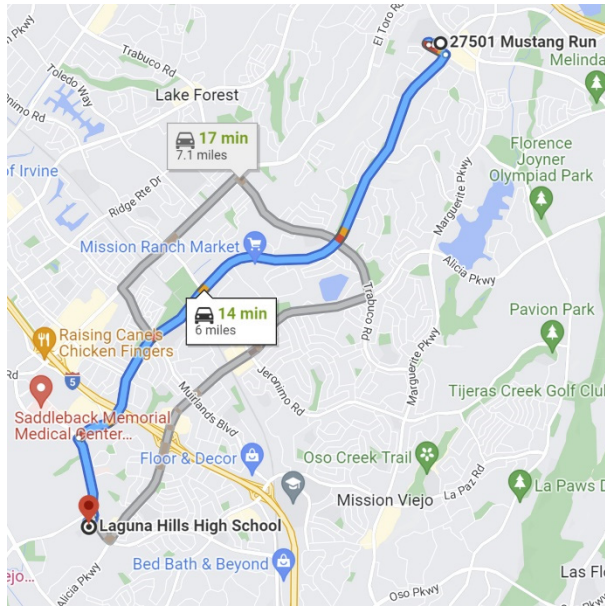 El Toro Rd
27501 Mustang Run
Melinda
Trabuco Rd
Toledo Way
Lake Forest
onimo Rd
17 min
7.1 miles
Florence
Joyner
Olympiad Park
of Irvine
Ridge Rte Dr
Marguerite Pkwy
Mission Ranch Market
Alicia Pkwy
Trabuco Rd
14 min
6 miles
Pavion Park
Raising Cane's
Chicken Fingers
Marguerite Pkwy
5
Jeronimo Rd
Muirlands Blvd
Tijeras Creek Golf Club
Saddleback Memorial
Medical Center...
Floor & Decor
Oso Creek Trail
La Paz Rd
La Paws D
Mission Viejo
Laguna Hills High School
Alicia Pkwy
Bed Bath & Beyond
ejo...
Las Fl
Oso Pkwy